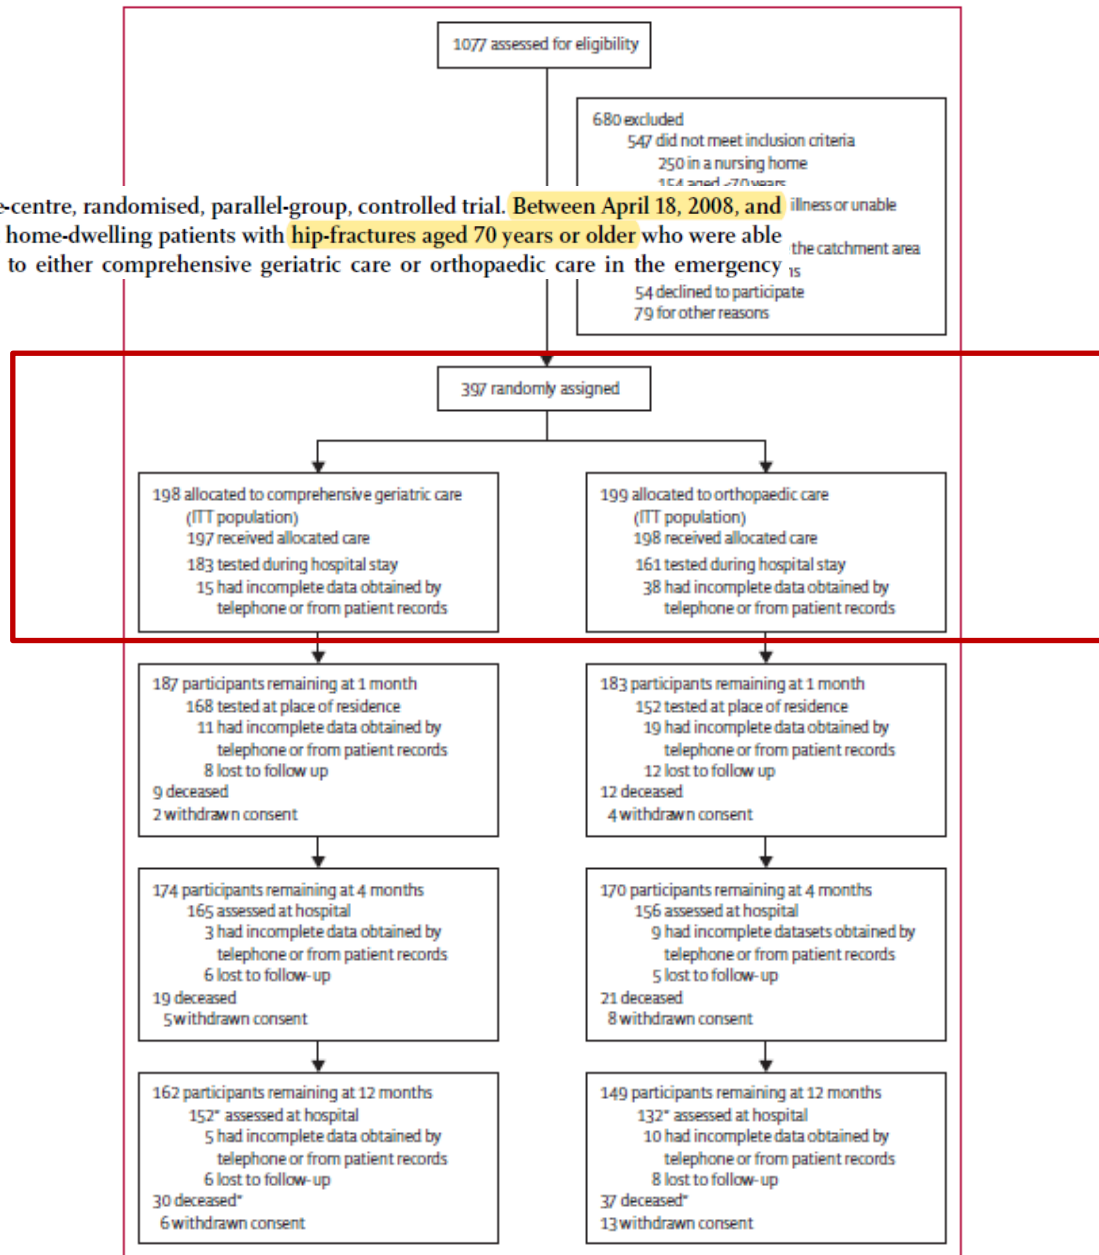 1077 assessed for eligibility
680 excluded
547 did not meet inclusion criteria
250 in a nursing home
154 aged <70 years
e-centre, randomised, parallel-group, controlled trial. Between April 18, 2008, and
illness or unable
home-dwelling patients with hip-fractures aged 70 years or older who were able
the catchment area
to either comprehensive geriatric care or orthopaedic care in the emergency
54 declined to participate
79 for other reasons
397 randomly assigned
198 allocated to comprehensive geriatric care
(ITT population)
197 received allocated care
183 tested during hospital stay
15 had incomplete data obtained by
telephone or from patient records
199 allocated to orthopaedic care
(ITT population)
198 received allocated care
161 tested during hospital stay
38 had incomplete data obtained by
telephone or from patient records
187 participants remaining at 1 month
168 tested at place of residence
11 had incomplete data obtained by
telephone or from patient records
8 lost to follow up
9 deceased
2 withdrawn consent
183 participants remaining at 1 month
152 tested at place of residence
19 had incomplete data obtained by
telephone or from patient records
12 lost to follow up
12 deceased
4 withdrawn consent
174 participants remaining at 4 months
165 assessed at hospital
3 had incomplete data obtained by
telephone or from patient records
6 lost to follow-up
19 deceased
5 withdrawn consent
170 participants remaining at 4 months
156 assessed at hospital
9 had incomplete datasets obtained by
telephone or from patient records
5 lost to follow-up
21 deceased
8 withdrawn consent
162 participants remaining at 12 months
152* assessed at hospital
5 had incomplete data obtained by
telephone or from patient records
6 lost to follow-up
30 deceased*
6 withdrawn consent
149 participants remaining at 12 months
132* assessed at hospital
10 had incomplete data obtained by
telephone or from patient records
8 lost to follow-up
37 deceased*
13 withdrawn consent